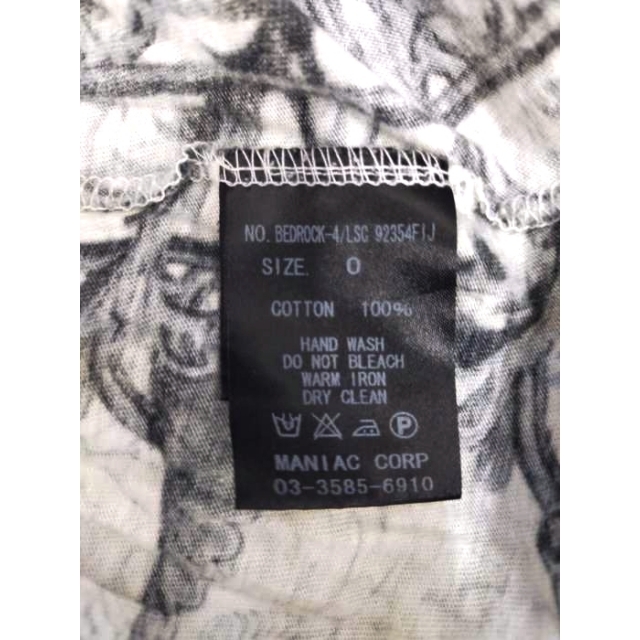 NO. BEDROCK-4/LSC 92354FIJ
SIZE. 0
COTTON 100%
HAND WASH
DO NOT BLEACH
WARM IRON
DRY CLEAN
P
MANIAC CORP
03-3585-6910